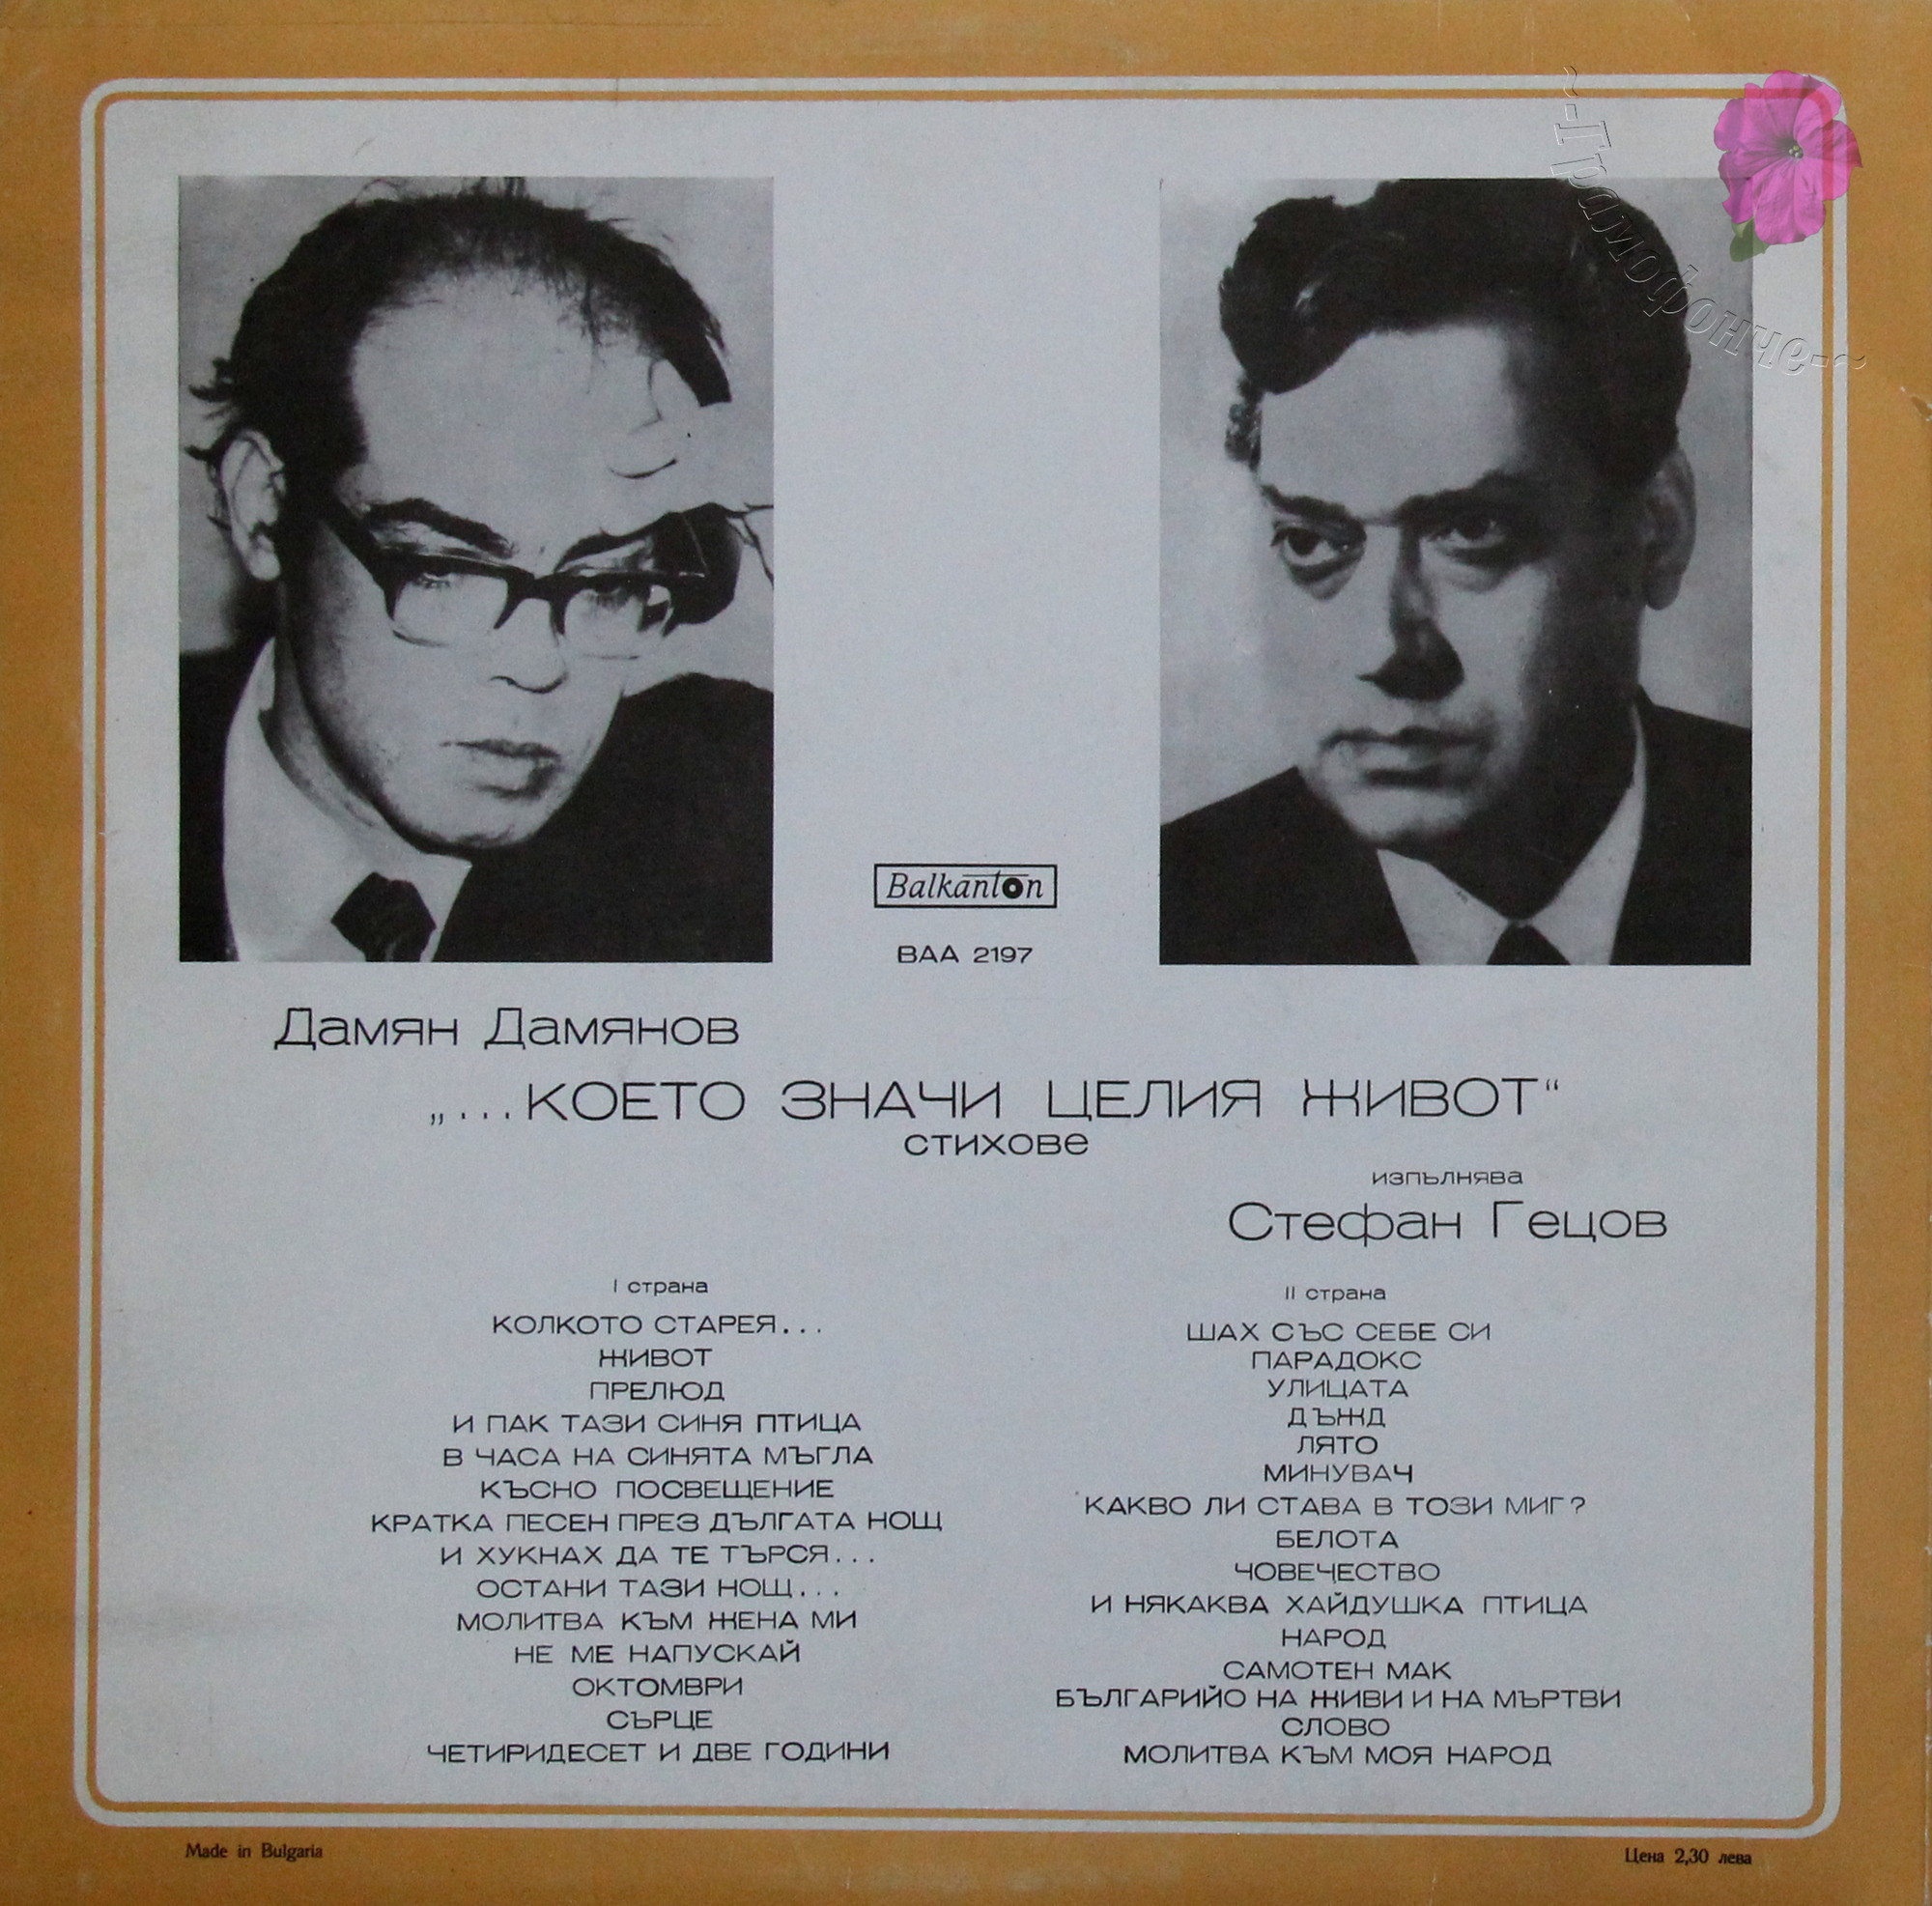 ~-Грамофонче-~
Balkanton
ВАА 2197
Дамян Дамянов
„...КОЕТО ЗНАЧИ ЦЕЛИЯ ЖИВОТ“
стихове
изпълнява
Стефан Гецов
I страна
КОЛКОТО СТАРЕЯ...
ЖИВОТ
ПРЕЛЮД
И ПАК ТАЗИ СИНЯ ПТИЦА
В ЧАСА НА СИНЯТА МЪГЛА
КЪСНО ПОСВЕЩЕНИЕ
КРАТКА ПЕСЕН ПРЕЗ ДЪЛГАТА НОЩ
И ХУКНАХ ДА ТЕ ТЪРСЯ...
ОСТАНИ ТАЗИ НОЩ...
МОЛИТВА КЪМ ЖЕНА МИ
НЕ МЕ НАПУСКАЙ
ОКТОМВРИ
СЪРЦЕ
ЧЕТИРИДЕСЕТ И ДВЕ ГОДИНИ
II страна
ШАХ СЪС СЕБЕ СИ
ПАРАДОКС
УЛИЦАТА
ДЪЖД
ЛЯТО
МИНУВАЧ
КАКВО ЛИ СТАВА В ТОЗИ МИГ?
БЕЛОТА
ЧОВЕЧЕСТВО
И НЯКАКВА ХАЙДУШКА ПТИЦА
НАРОД
САМОТЕН МАК
БЪЛГАРИЙО НА ЖИВИ И НА МЪРТВИ
СЛОВО
МОЛИТВА КЪМ МОЯ НАРОД
Made in Bulgaria
Цена 2,30 лева